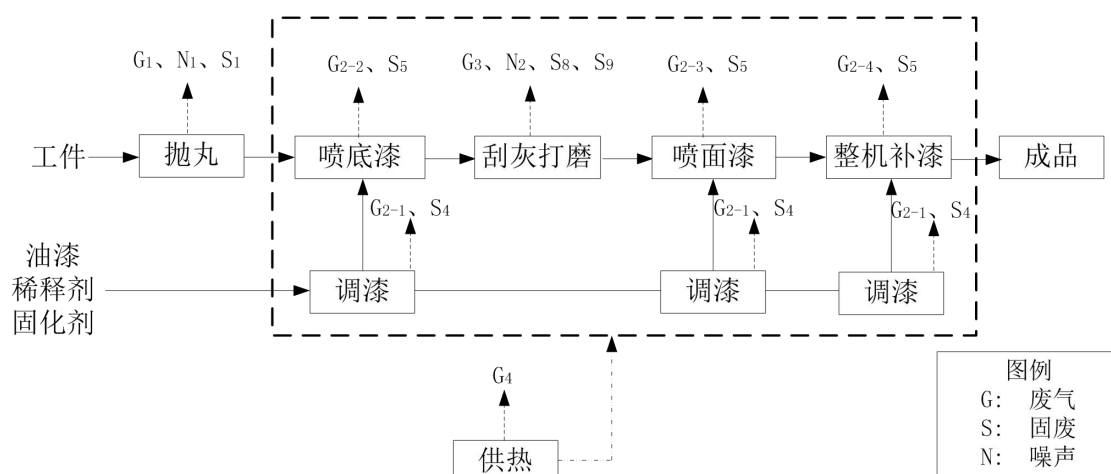 G₁、N₁、S₁
G₂₋₂、S₅
G₃、N₂、S₈、S₉
G₂₋₃、S₅
G₂₋₄、S₅
工件
抛丸
喷底漆
刮灰打磨
喷面漆
整机补漆
成品
G₂₋₁、S₄
G₂₋₁、S₄
G₂₋₁、S₄
油漆
稀释剂
固化剂
调漆
调漆
调漆
G₄
供热
图例
G: 废气
S: 固废
N: 噪声